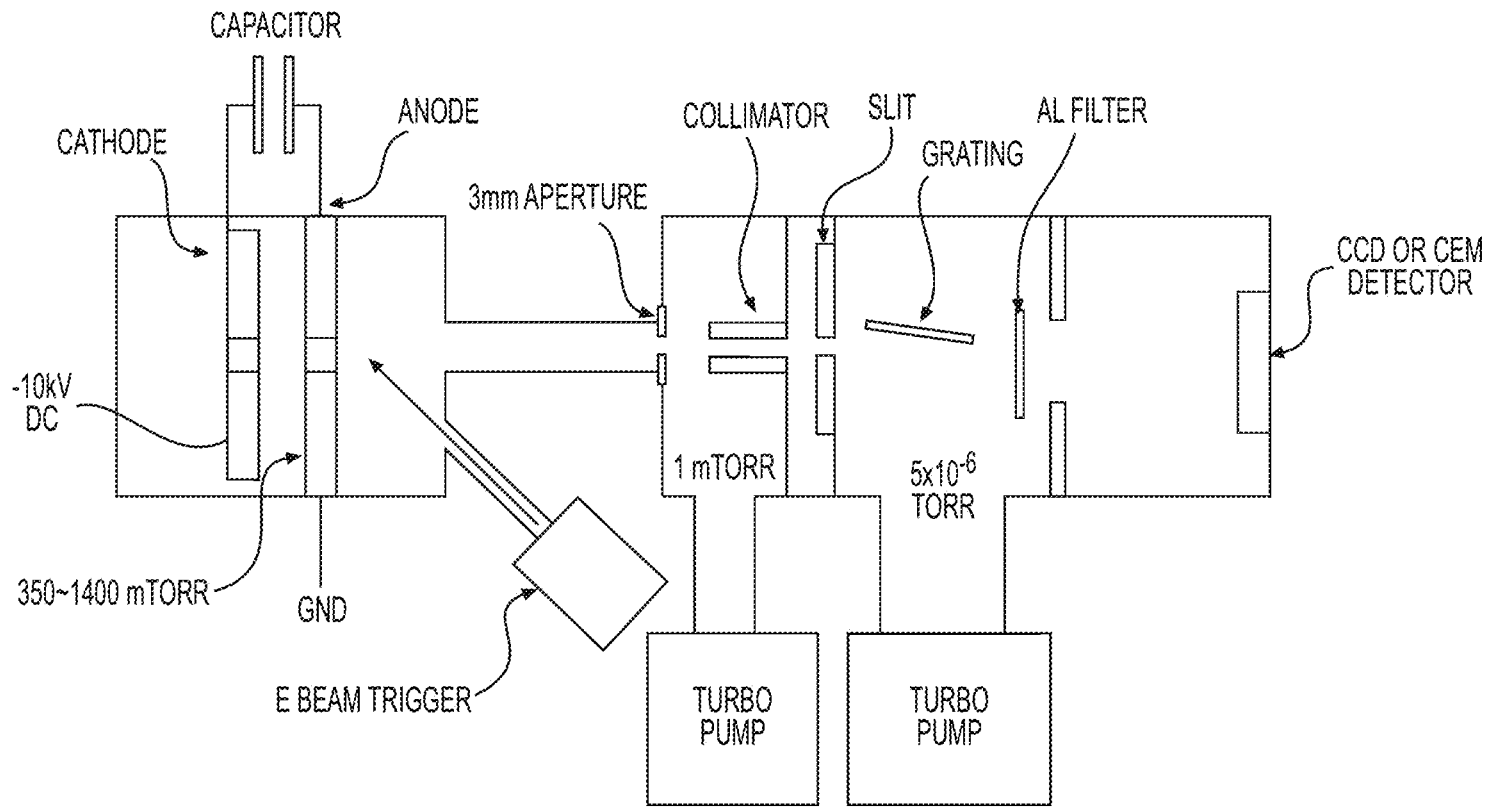 CAPACITOR
CATHODE
ANODE
3mm APERTURE
COLLIMATOR
SLIT
GRATING
AL FILTER
CCD OR CEM
DETECTOR
-10kV
DC
350~1400 mTORR
GND
E BEAM TRIGGER
1 mTORR
5x10⁻⁶
TORR
TURBO
PUMP
TURBO
PUMP